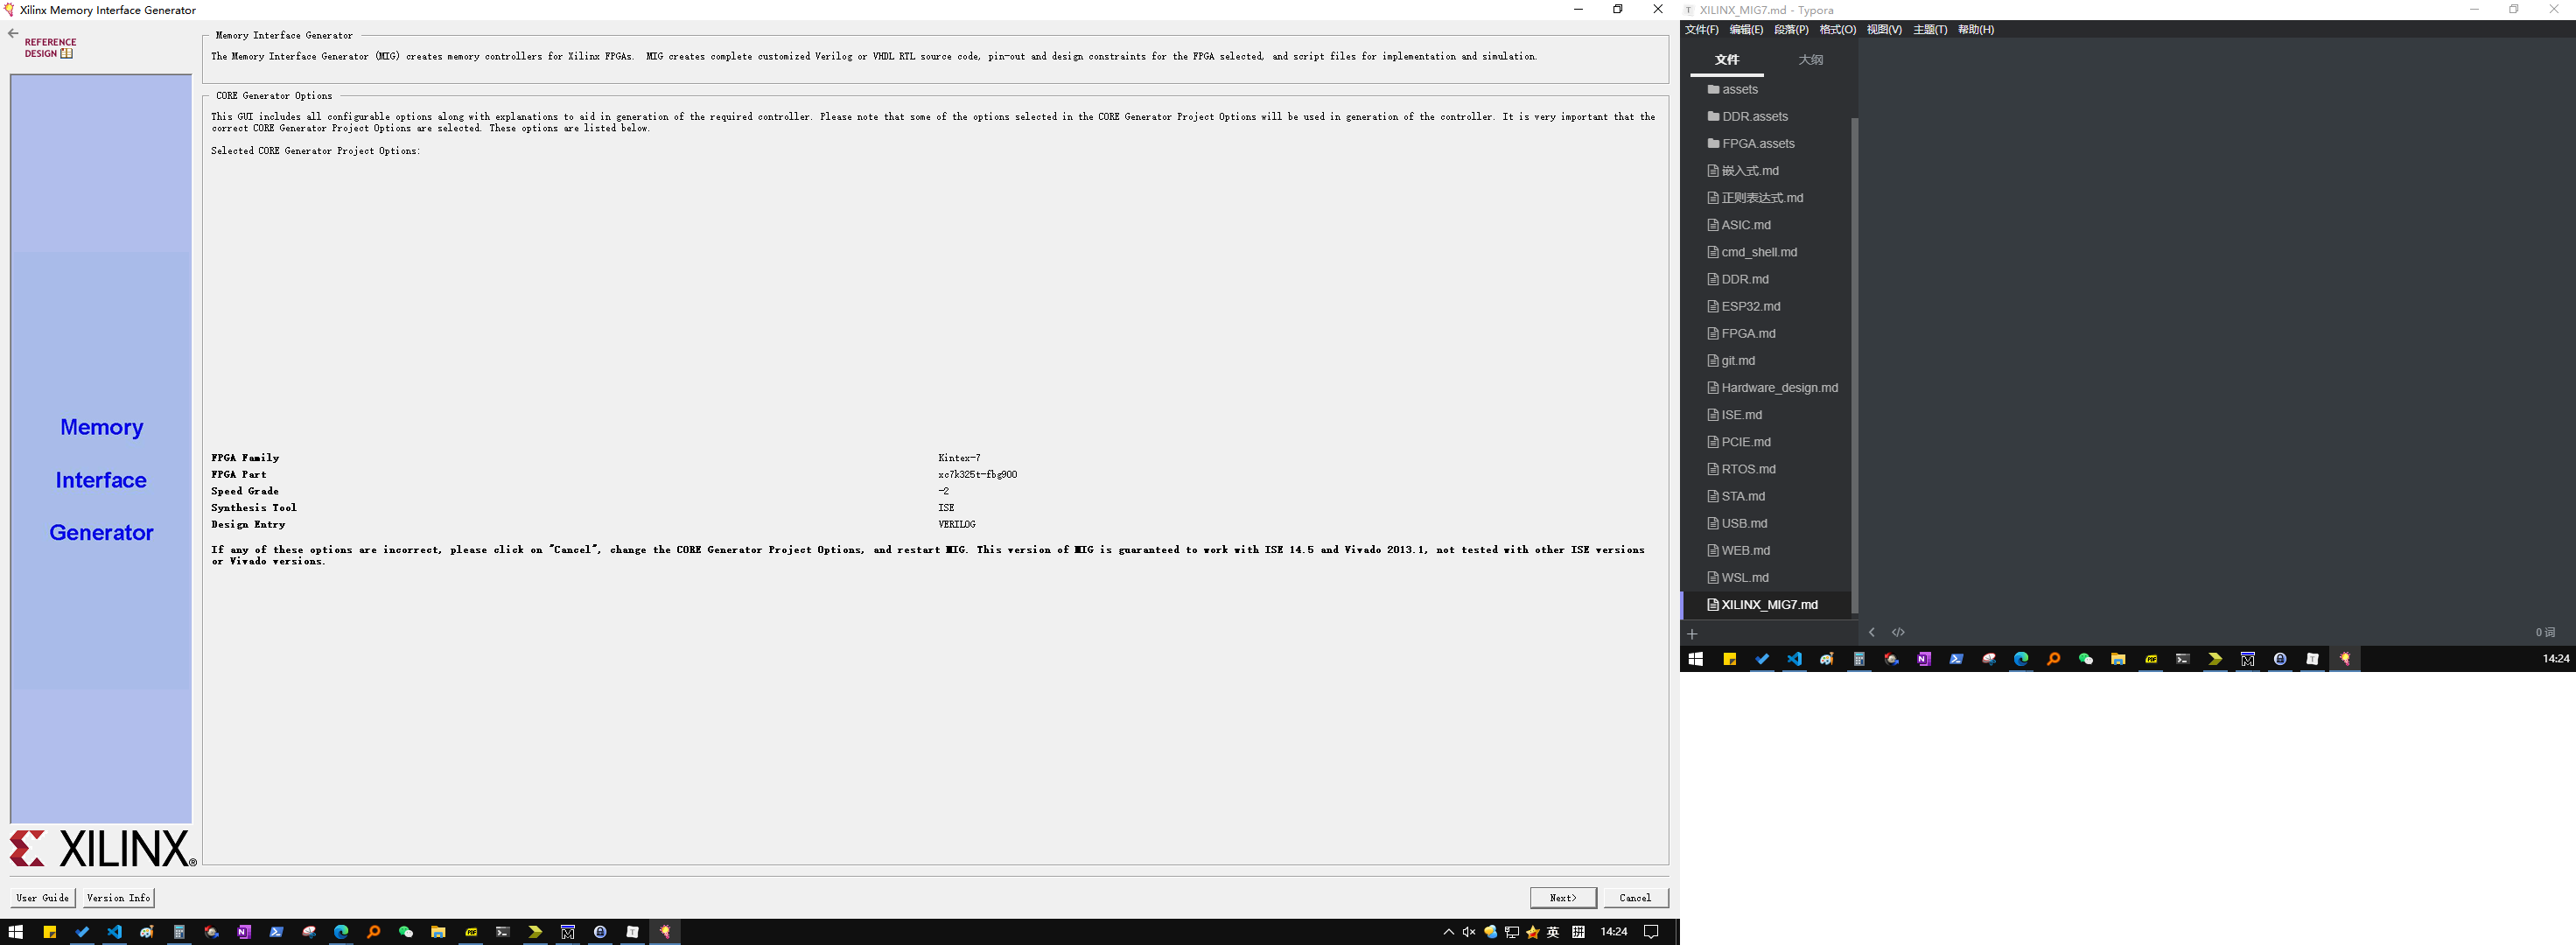 Xilinx Memory Interface Generator
REFERENCE
DESIGN
Memory
Interface
Generator
XILINX®
Memory Interface Generator
The Memory Interface Generator (MIG) creates memory controllers for Xilinx FPGAs. MIG creates complete customized Verilog or VHDL RTL source code, pin-out and design constraints for the FPGA selected, and script files for implementation and simulation.
CORE Generator Options
This GUI includes all configurable options along with explanations to aid in generation of the required controller. Please note that some of the options selected in the CORE Generator Project Options will be used in generation of the controller. It is very important that the
correct CORE Generator Project Options are selected. These options are listed below.
Selected CORE Generator Project Options:
FPGA Family Kintex-7
FPGA Part xc7k325t-fbg900
Speed Grade -2
Synthesis Tool ISE
Design Entry VERILOG
If any of these options are incorrect, please click on "Cancel", change the CORE Generator Project Options, and restart MIG. This version of MIG is guaranteed to work with ISE 14.5 and Vivado 2013.1, not tested with other ISE versions
or Vivado versions.
User Guide Version Info Next> Cancel
英 拼 14:24
XILINX_MIG7.md - Typora
文件(F) 编辑(E) 段落(P) 格式(O) 视图(V) 主题(T) 帮助(H)
文件 大纲
assets
DDR.assets
FPGA.assets
嵌入式.md
正则表达式.md
ASIC.md
cmd_shell.md
DDR.md
ESP32.md
FPGA.md
git.md
Hardware_design.md
ISE.md
PCIE.md
RTOS.md
STA.md
USB.md
WEB.md
WSL.md
XILINX_MIG7.md
0 词
14:24